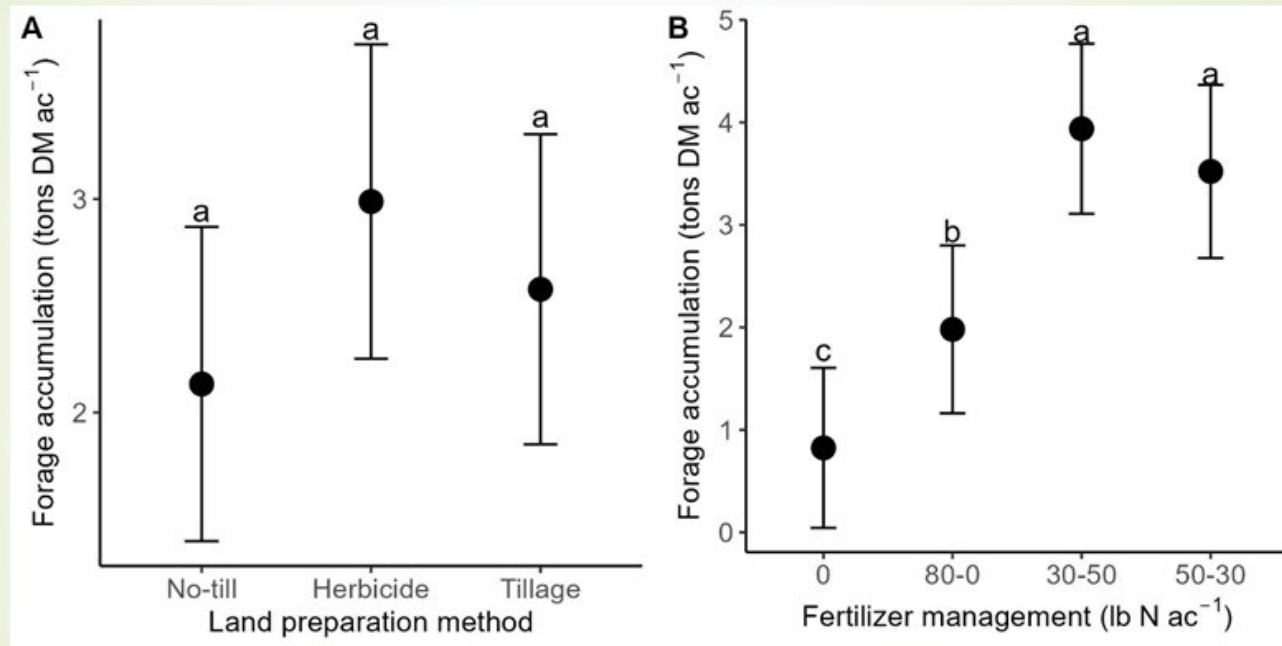 A
Forage accumulation (tons DM ac⁻¹)
3
2
a
a
a
No-till
Herbicide
Tillage
Land preparation method
B
Forage accumulation (tons DM ac⁻¹)
5
4
3
2
1
0
c
b
a
a
0
80-0
30-50
50-30
Fertilizer management (lb N ac⁻¹)